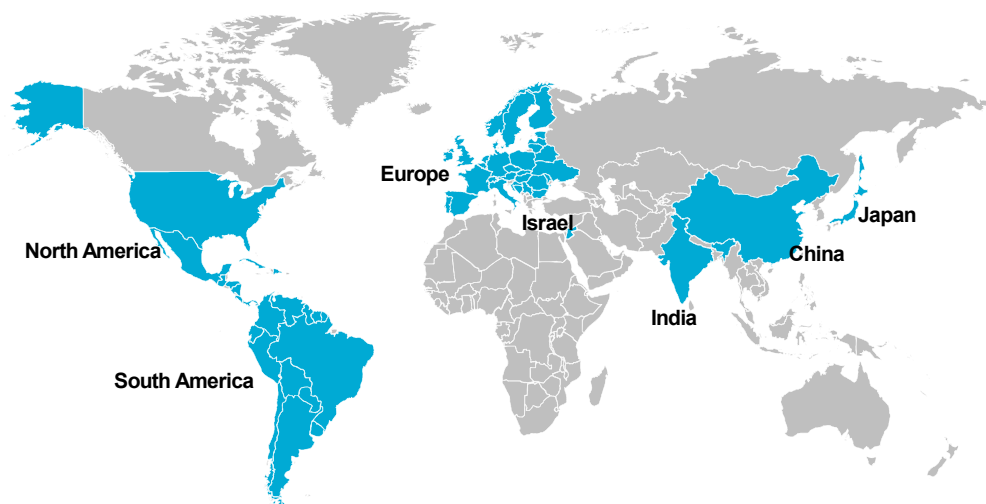 Europe
Israel
Japan
North America
China
India
South America